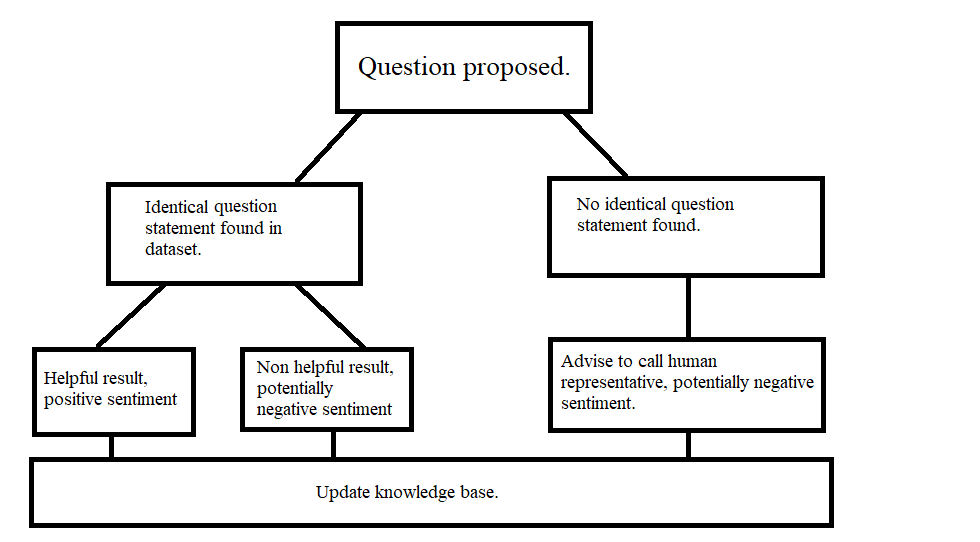 Question proposed.
Identical question
statement found in
dataset.
No identical question
statement found.
Helpful result,
positive sentiment
Non helpful result,
potentially
negative sentiment
Advise to call human
representative, potentially negative
sentiment.
Update knowledge base.